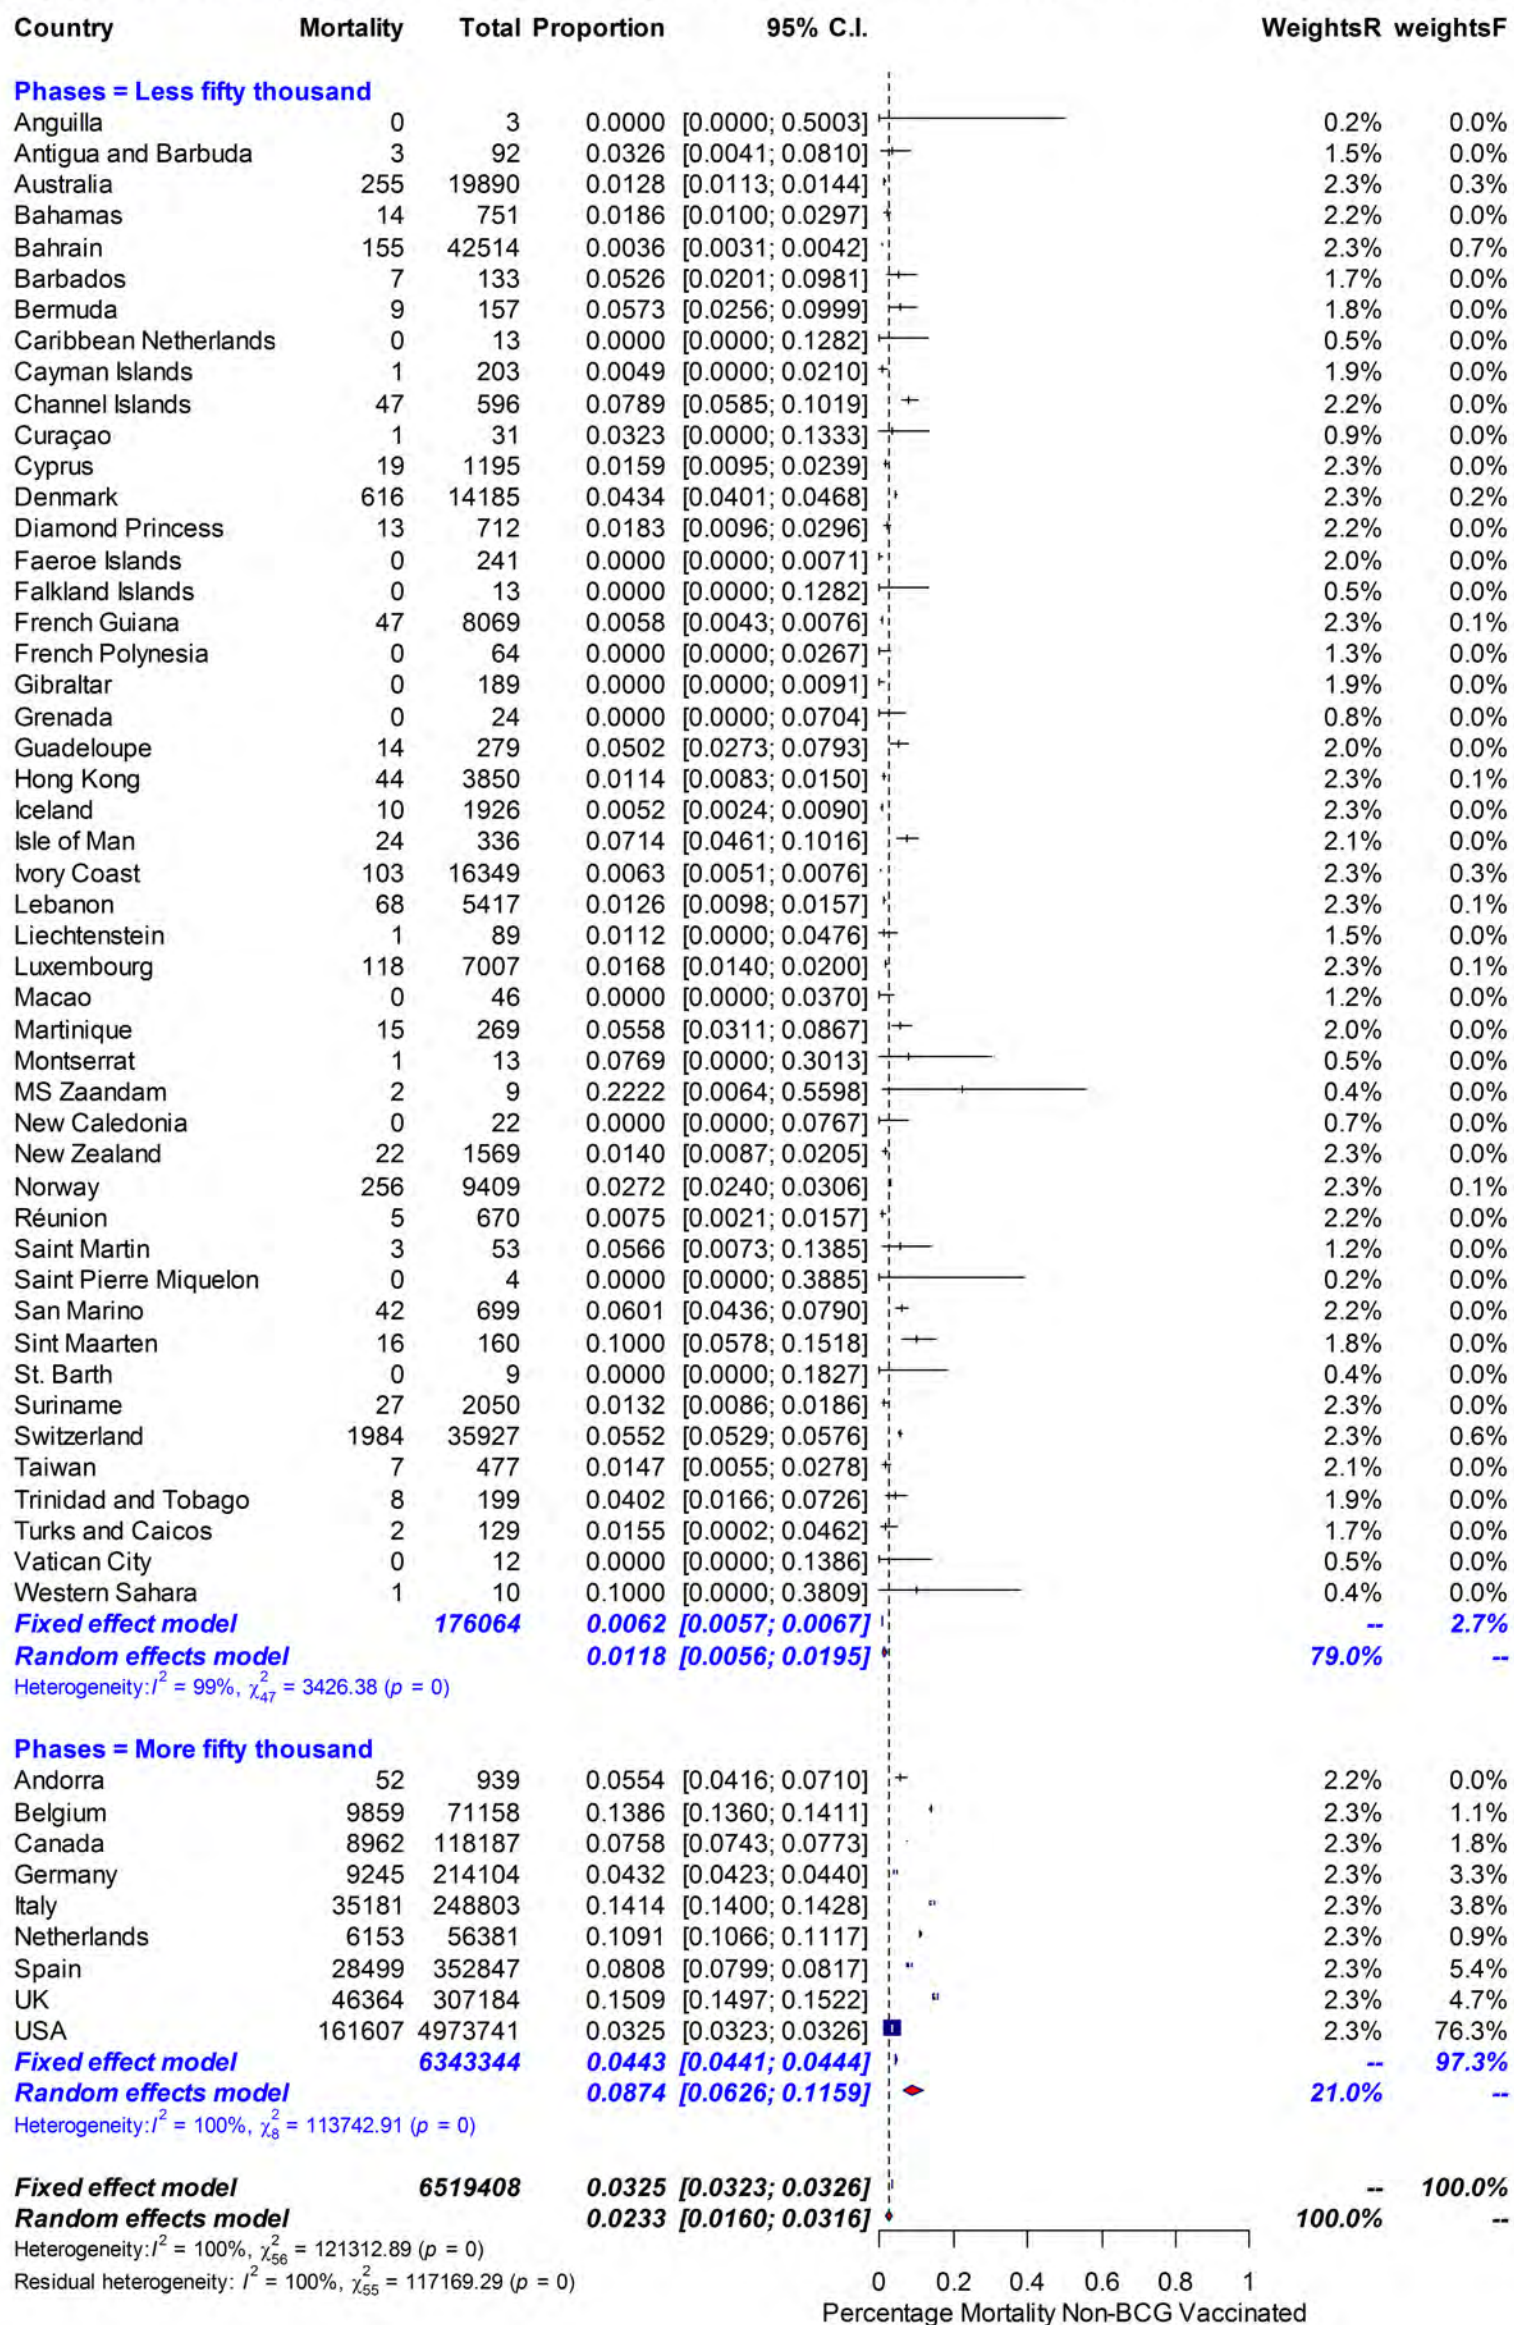 Country Mortality Total Proportion 95% C.I. WeightsR weightsF
Phases = Less fifty thousand
Anguilla 0 3 0.0000 [0.0000; 0.5003] 0.2% 0.0%
Antigua and Barbuda 3 92 0.0326 [0.0041; 0.0810] 1.5% 0.0%
Australia 255 19890 0.0128 [0.0113; 0.0144] 2.3% 0.3%
Bahamas 14 751 0.0186 [0.0100; 0.0297] 2.2% 0.0%
Bahrain 155 42514 0.0036 [0.0031; 0.0042] 2.3% 0.7%
Barbados 7 133 0.0526 [0.0201; 0.0981] 1.7% 0.0%
Bermuda 9 157 0.0573 [0.0256; 0.0999] 1.8% 0.0%
Caribbean Netherlands 0 13 0.0000 [0.0000; 0.1282] 0.5% 0.0%
Cayman Islands 1 203 0.0049 [0.0000; 0.0210] 1.9% 0.0%
Channel Islands 47 596 0.0789 [0.0585; 0.1019] 2.2% 0.0%
Curaçao 1 31 0.0323 [0.0000; 0.1333] 0.9% 0.0%
Cyprus 19 1195 0.0159 [0.0095; 0.0239] 2.3% 0.0%
Denmark 616 14185 0.0434 [0.0401; 0.0468] 2.3% 0.2%
Diamond Princess 13 712 0.0183 [0.0096; 0.0296] 2.2% 0.0%
Faeroe Islands 0 241 0.0000 [0.0000; 0.0071] 2.0% 0.0%
Falkland Islands 0 13 0.0000 [0.0000; 0.1282] 0.5% 0.0%
French Guiana 47 8069 0.0058 [0.0043; 0.0076] 2.3% 0.1%
French Polynesia 0 64 0.0000 [0.0000; 0.0267] 1.3% 0.0%
Gibraltar 0 189 0.0000 [0.0000; 0.0091] 1.9% 0.0%
Grenada 0 24 0.0000 [0.0000; 0.0704] 0.8% 0.0%
Guadeloupe 14 279 0.0502 [0.0273; 0.0793] 2.0% 0.0%
Hong Kong 44 3850 0.0114 [0.0083; 0.0150] 2.3% 0.1%
Iceland 10 1926 0.0052 [0.0024; 0.0090] 2.3% 0.0%
Isle of Man 24 336 0.0714 [0.0461; 0.1016] 2.1% 0.0%
Ivory Coast 103 16349 0.0063 [0.0051; 0.0076] 2.3% 0.3%
Lebanon 68 5417 0.0126 [0.0098; 0.0157] 2.3% 0.1%
Liechtenstein 1 89 0.0112 [0.0000; 0.0476] 1.5% 0.0%
Luxembourg 118 7007 0.0168 [0.0140; 0.0200] 2.3% 0.1%
Macao 0 46 0.0000 [0.0000; 0.0370] 1.2% 0.0%
Martinique 15 269 0.0558 [0.0311; 0.0867] 2.0% 0.0%
Montserrat 1 13 0.0769 [0.0000; 0.3013] 0.5% 0.0%
MS Zaandam 2 9 0.2222 [0.0064; 0.5598] 0.4% 0.0%
New Caledonia 0 22 0.0000 [0.0000; 0.0767] 0.7% 0.0%
New Zealand 22 1569 0.0140 [0.0087; 0.0205] 2.3% 0.0%
Norway 256 9409 0.0272 [0.0240; 0.0306] 2.3% 0.1%
Réunion 5 670 0.0075 [0.0021; 0.0157] 2.2% 0.0%
Saint Martin 3 53 0.0566 [0.0073; 0.1385] 1.2% 0.0%
Saint Pierre Miquelon 0 4 0.0000 [0.0000; 0.3885] 0.2% 0.0%
San Marino 42 699 0.0601 [0.0436; 0.0790] 2.2% 0.0%
Sint Maarten 16 160 0.1000 [0.0578; 0.1518] 1.8% 0.0%
St. Barth 0 9 0.0000 [0.0000; 0.1827] 0.4% 0.0%
Suriname 27 2050 0.0132 [0.0086; 0.0186] 2.3% 0.0%
Switzerland 1984 35927 0.0552 [0.0529; 0.0576] 2.3% 0.6%
Taiwan 7 477 0.0147 [0.0055; 0.0278] 2.1% 0.0%
Trinidad and Tobago 8 199 0.0402 [0.0166; 0.0726] 1.9% 0.0%
Turks and Caicos 2 129 0.0155 [0.0002; 0.0462] 1.7% 0.0%
Vatican City 0 12 0.0000 [0.0000; 0.1386] 0.5% 0.0%
Western Sahara 1 10 0.1000 [0.0000; 0.3809] 0.4% 0.0%
Fixed effect model 176064 0.0062 [0.0057; 0.0067] -- 2.7%
Random effects model 0.0118 [0.0056; 0.0195] 79.0% --
Heterogeneity: I² = 99%, χ²₄₇ = 3426.38 (p = 0)
Phases = More fifty thousand
Andorra 52 939 0.0554 [0.0416; 0.0710] 2.2% 0.0%
Belgium 9859 71158 0.1386 [0.1360; 0.1411] 2.3% 1.1%
Canada 8962 118187 0.0758 [0.0743; 0.0773] 2.3% 1.8%
Germany 9245 214104 0.0432 [0.0423; 0.0440] 2.3% 3.3%
Italy 35181 248803 0.1414 [0.1400; 0.1428] 2.3% 3.8%
Netherlands 6153 56381 0.1091 [0.1066; 0.1117] 2.3% 0.9%
Spain 28499 352847 0.0808 [0.0799; 0.0817] 2.3% 5.4%
UK 46364 307184 0.1509 [0.1497; 0.1522] 2.3% 4.7%
USA 161607 4973741 0.0325 [0.0323; 0.0326] 2.3% 76.3%
Fixed effect model 6343344 0.0443 [0.0441; 0.0444] -- 97.3%
Random effects model 0.0874 [0.0626; 0.1159] 21.0% --
Heterogeneity: I² = 100%, χ²₈ = 113742.91 (p = 0)
Fixed effect model 6519408 0.0325 [0.0323; 0.0326] -- 100.0%
Random effects model 0.0233 [0.0160; 0.0316] 100.0% --
Heterogeneity: I² = 100%, χ²₅₆ = 121312.89 (p = 0)
Residual heterogeneity: I² = 100%, χ²₅₅ = 117169.29 (p = 0)
0 0.2 0.4 0.6 0.8 1
Percentage Mortality Non-BCG Vaccinated